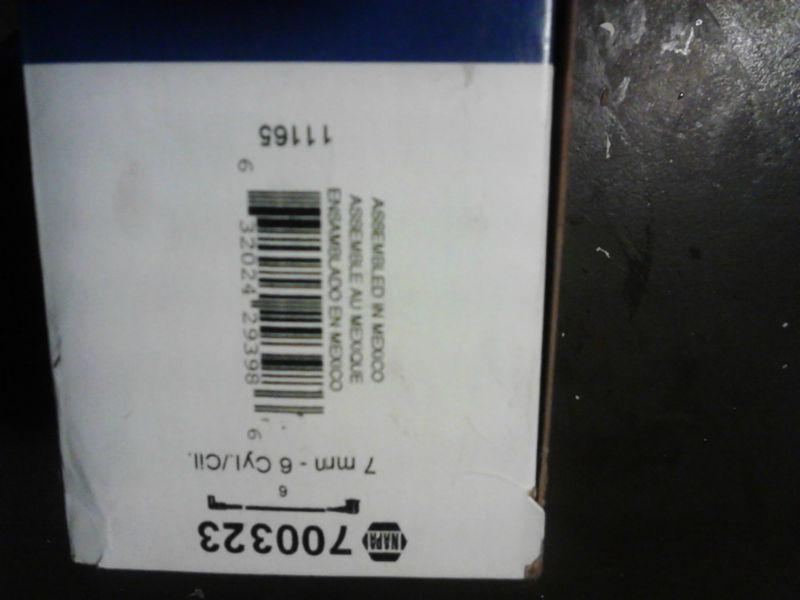 NAPA 700323
6
7 mm - 6 Cyl./Cil.
6 32024 29398 6
ASSEMBLED IN MEXICO
ASSEMBLE AU MEXIQUE
ENSAMBLADO EN MEXICO
11165